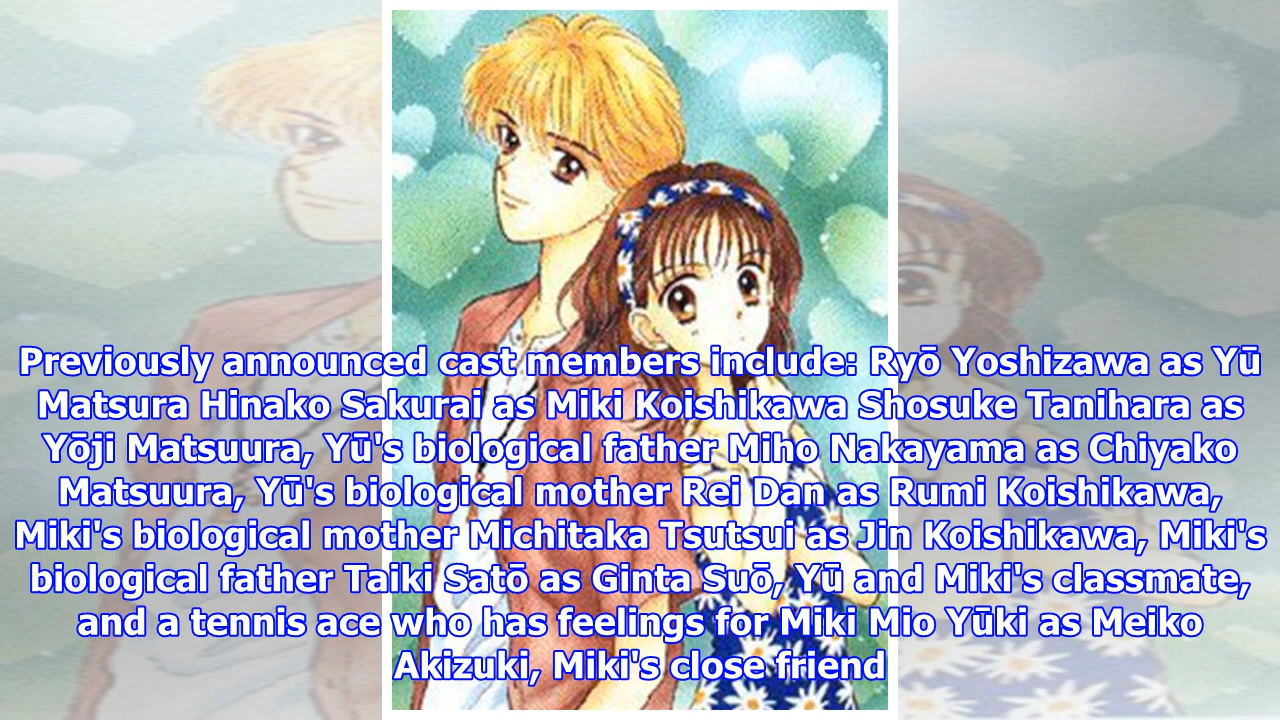 Previously announced cast members include: Ryō Yoshizawa as Yū
Matsura Hinako Sakurai as Miki Koishikawa Shosuke Tanihara as
Yōji Matsuura, Yū's biological father Miho Nakayama as Chiyako
Matsuura, Yū's biological mother Rei Dan as Rumi Koishikawa,
Miki's biological mother Michitaka Tsutsui as Jin Koishikawa, Miki's
biological father Taiki Satō as Ginta Suō, Yū and Miki's classmate,
and a tennis ace who has feelings for Miki Mio Yūki as Meiko
Akizuki, Miki's close friend